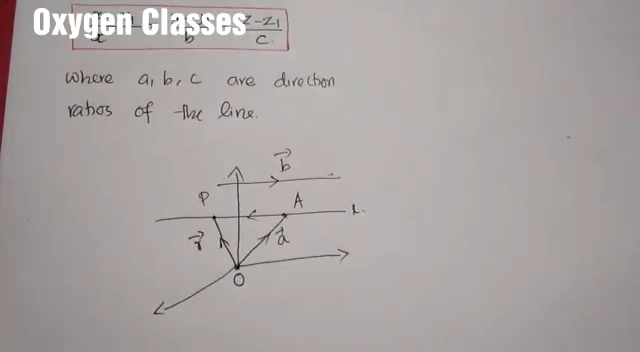 Oxygen Classes
z-z₁
b
c.
where a, b, c are direction
ratios of the line.
b
P
A
L.
r
a
O